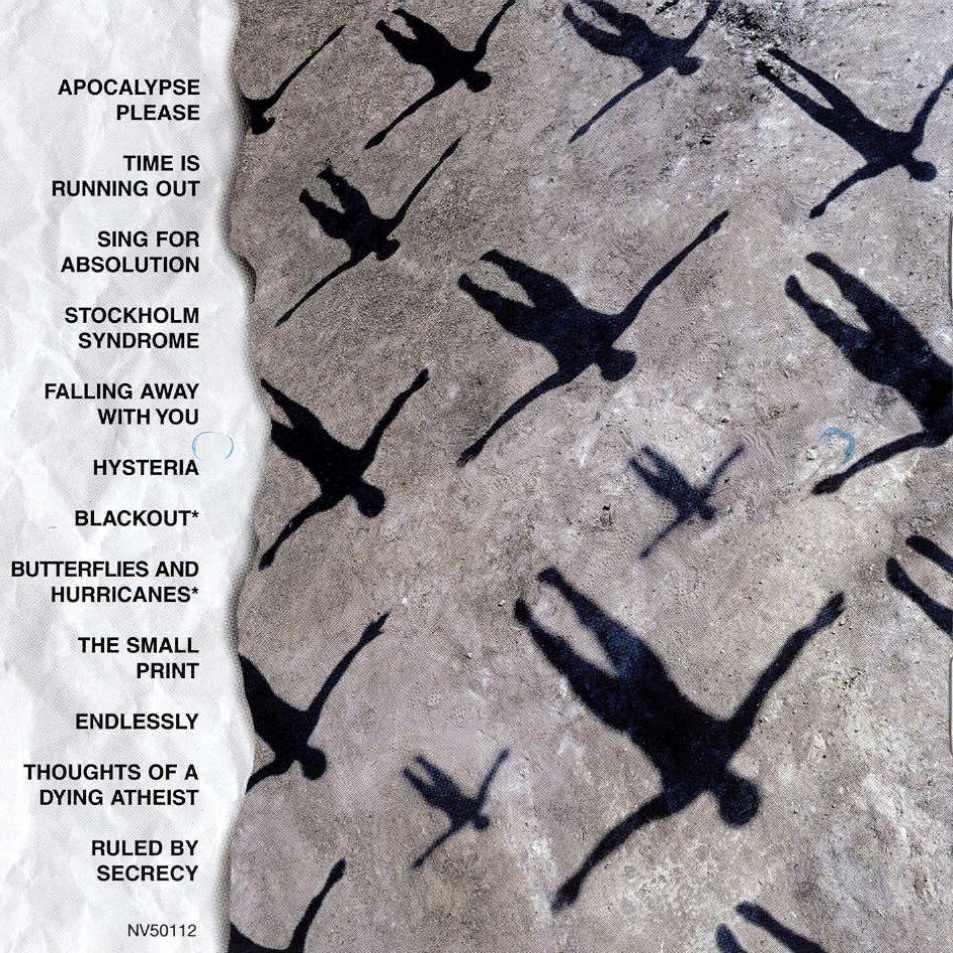 APOCALYPSE
PLEASE
TIME IS
RUNNING OUT
SING FOR
ABSOLUTION
STOCKHOLM
SYNDROME
FALLING AWAY
WITH YOU
HYSTERIA
BLACKOUT*
BUTTERFLIES AND
HURRICANES*
THE SMALL
PRINT
ENDLESSLY
THOUGHTS OF A
DYING ATHEIST
RULED BY
SECRECY
NV50112